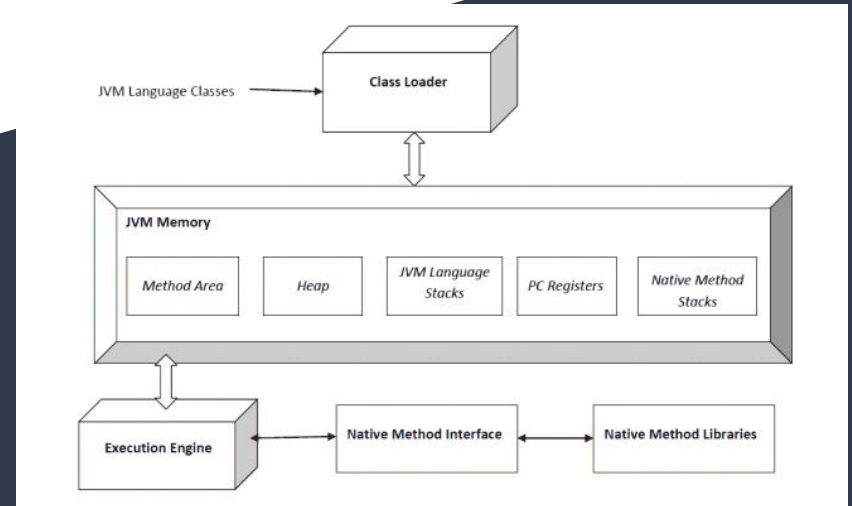 Class Loader
JVM Language Classes
JVM Memory
Method Area
Heap
JVM Language
Stacks
PC Registers
Native Method
Stacks
Execution Engine
Native Method Interface
Native Method Libraries